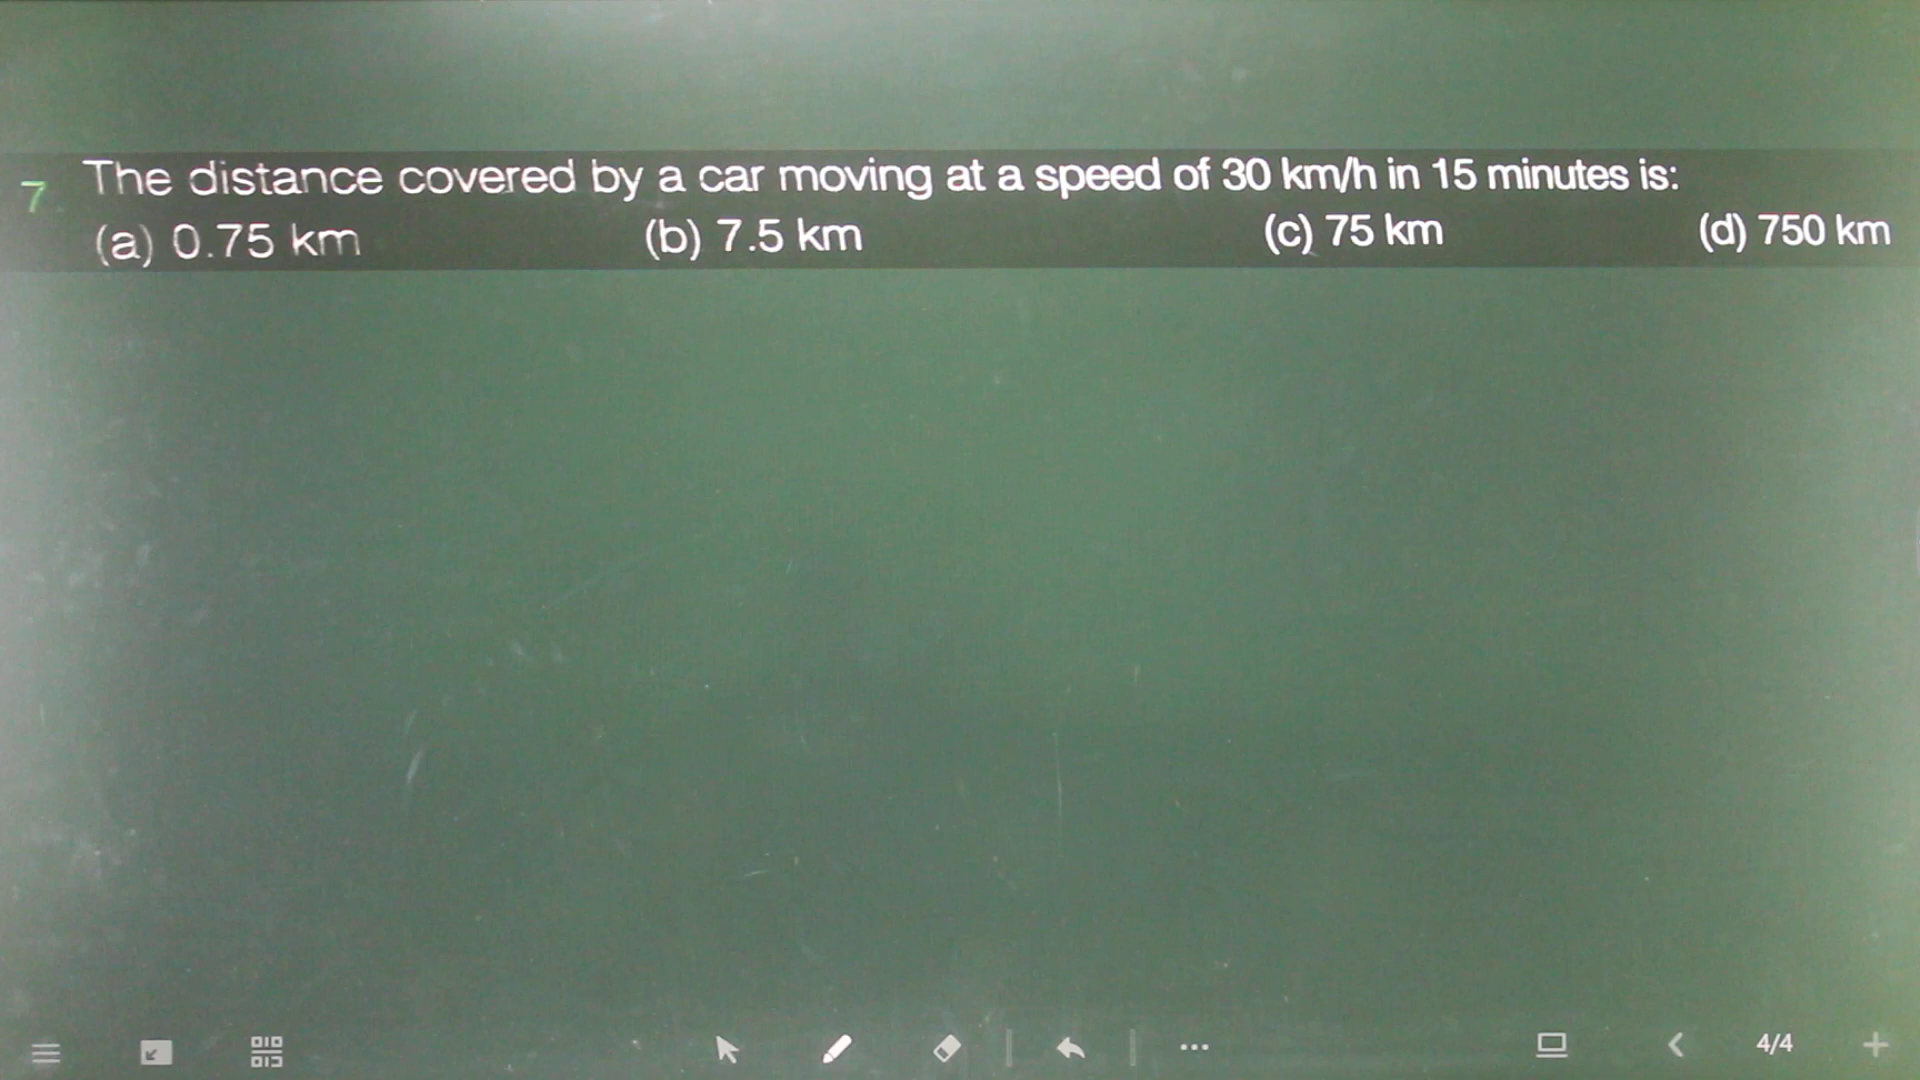 7 The distance covered by a car moving at a speed of 30 km/h in 15 minutes is:
(a) 0.75 km (b) 7.5 km (c) 75 km (d) 750 km
4/4